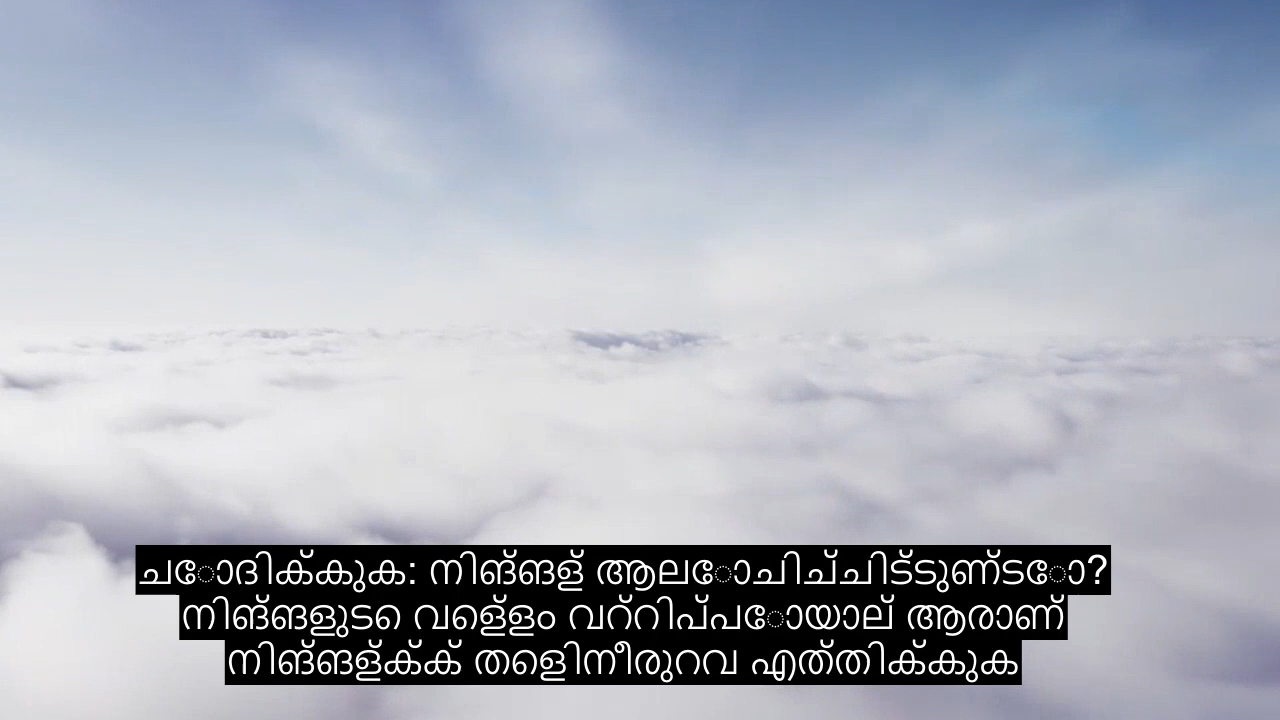 ചോദിക്കുക: നിങ്ങള് ആലോചിച്ചിട്ടുണ്ടോ?
നിങ്ങളുടെ വെള്ളം വറ്റിപ്പോയാല് ആരാണ്
നിങ്ങള്ക്ക് തെളിനീരുറവ എത്തിക്കുക